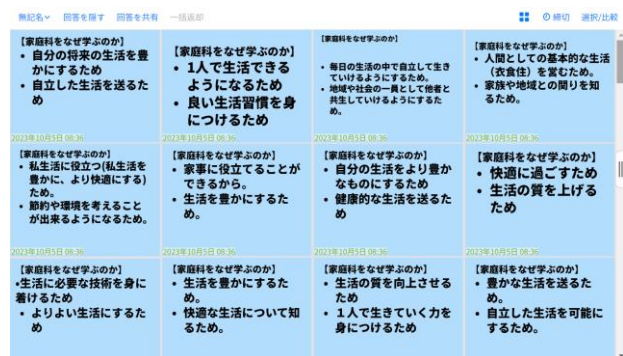 無記名 回答を隠す 回答を共有 一括返却 締切 選択/比較
【家庭科をなぜ学ぶのか】
• 自分の将来の生活を豊
かにするため
• 自立した生活を送るた
め
2023年10月5日 08:36
【家庭科をなぜ学ぶのか】
• 1人で生活できる
ようになるため
• 良い生活習慣を身
につけるため
2023年10月5日 08:36
【家庭科をなぜ学ぶのか】
• 毎日の生活の中で自立して生き
ていけるようにするため。
• 地域や社会の一員として他者と
共生していけるようにするた
め。
2023年10月5日 08:36
【家庭科をなぜ学ぶのか】
• 人間としての基本的な生活
(衣食住)を営むため。
• 家族や地域との関りを知
るため。
2023年10月5日 08:36
【家庭科をなぜ学ぶのか】
• 私生活に役立つ(私生活を
豊かに、より快適にする)
ため。
• 節約や環境を考えること
が出来るようになるため。
2023年10月5日 08:36
【家庭科をなぜ学ぶのか】
• 家事に役立てることが
できるから。
• 生活を豊かにするた
め。
2023年10月5日 08:36
【家庭科をなぜ学ぶのか】
• 自分の生活をより豊か
なものにするため
• 健康的な生活を送るた
め
2023年10月5日 08:36
【家庭科をなぜ学ぶのか】
• 快適に過ごすため
• 生活の質を上げる
ため
2023年10月5日 08:36
【家庭科をなぜ学ぶのか】
•生活に必要な技術を身に
着けるため
• よりよい生活にするた
め
【家庭科をなぜ学ぶのか】
• 生活を豊かにするた
め。
• 快適な生活について知
るため。
【家庭科をなぜ学ぶのか】
• 生活の質を向上させる
ため
• １人で生きていく力を
身につけるため
【家庭科をなぜ学ぶのか】
• 豊かな生活を送るた
め。
• 自立した生活を可能に
するため。